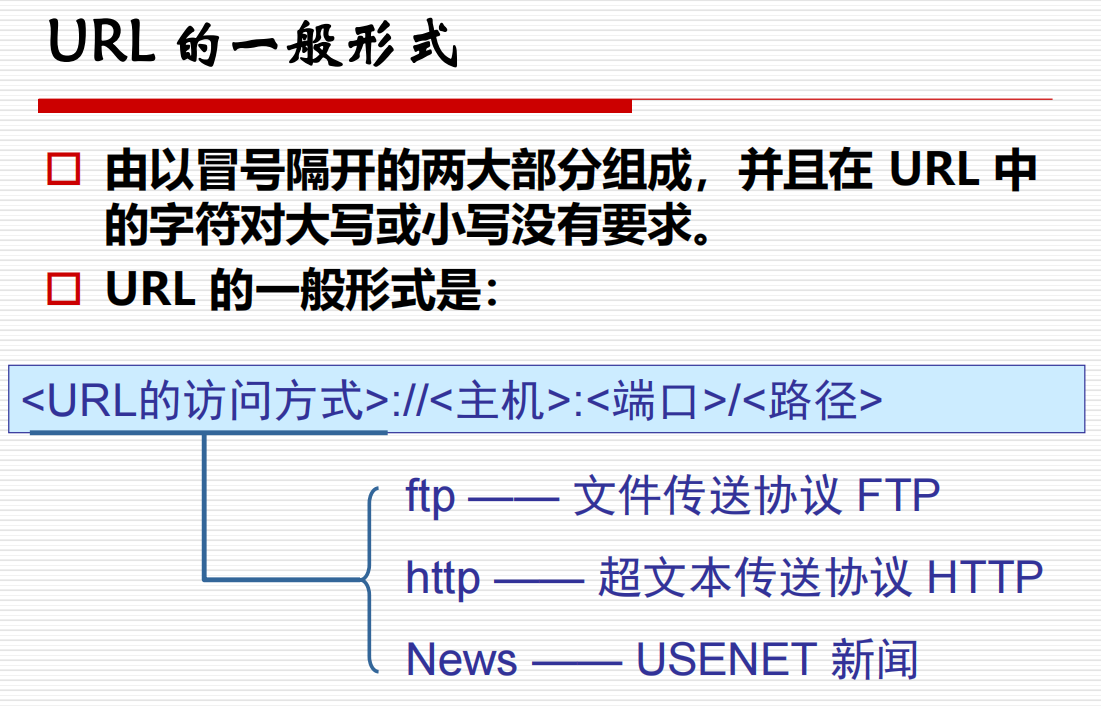 URL 的一般形式
由以冒号隔开的两大部分组成，并且在 URL 中
的字符对大写或小写没有要求。
URL 的一般形式是：
<URL的访问方式>://<主机>:<端口>/<路径>
ftp —— 文件传送协议 FTP
http —— 超文本传送协议 HTTP
News —— USENET 新闻